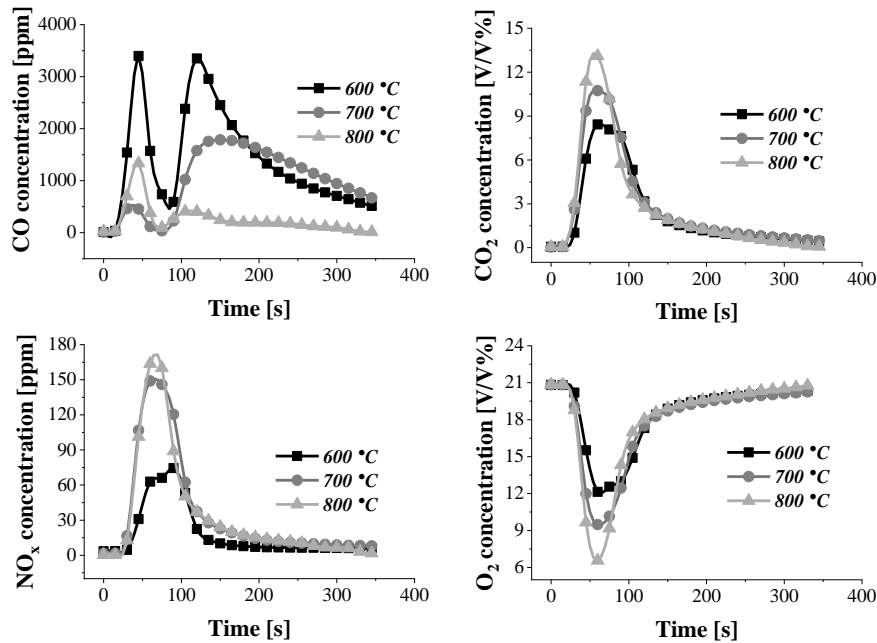 CO concentration [ppm]
4000
3000
2000
1000
0
0 100 200 300 400
Time [s]
600 °C
700 °C
800 °C
CO₂ concentration [V/V%]
15
12
9
6
3
0
0 100 200 300 400
Time [s]
600 °C
700 °C
800 °C
NOₓ concentration [ppm]
180
150
120
90
60
30
0
0 100 200 300 400
Time [s]
600 °C
700 °C
800 °C
O₂ concentration [V/V%]
24
21
18
15
12
9
6
0 100 200 300 400
Time [s]
600 °C
700 °C
800 °C